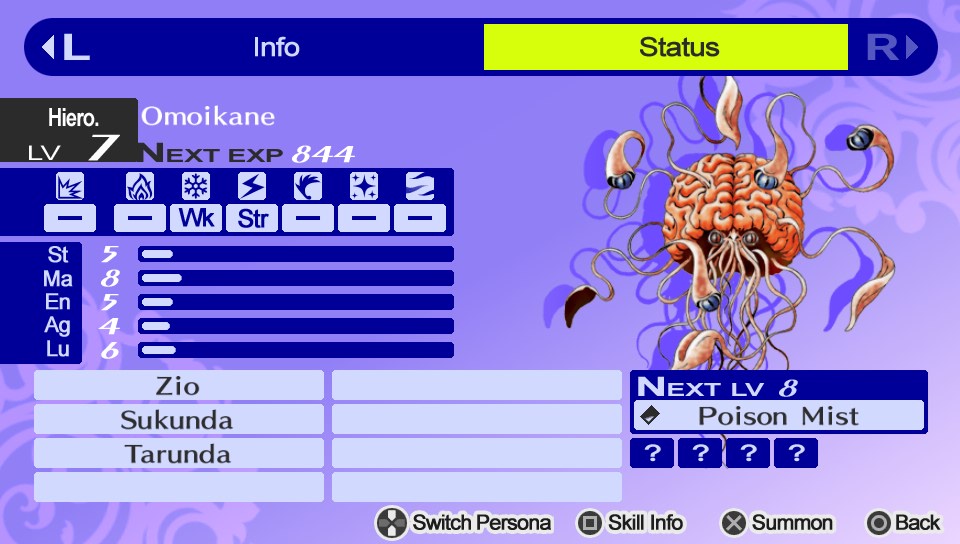 L Info Status R
Hiero. Omoikane
LV 7 NEXT EXP 844
— — Wk Str — — —
St 5
Ma 8
En 5
Ag 4
Lu 6
Zio
Sukunda
Tarunda
NEXT LV 8
Poison Mist
? ? ? ?
Switch Persona Skill Info Summon Back